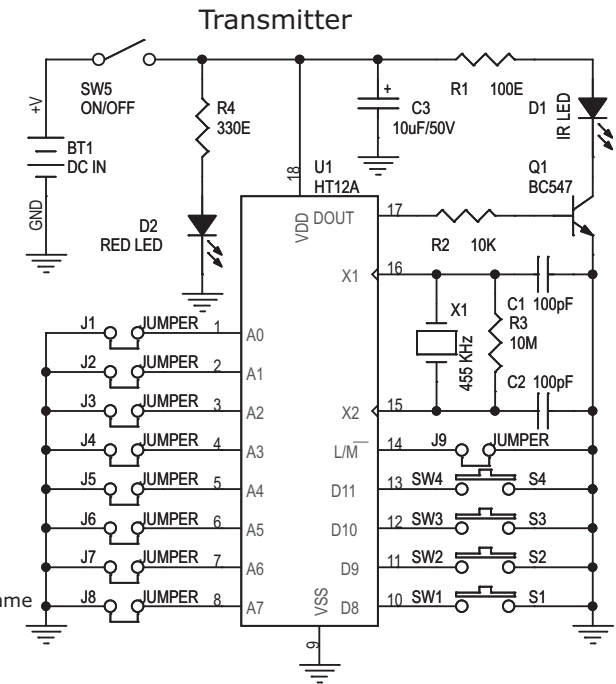 Transmitter
SW5
ON/OFF
+V
BT1
DC IN
GND
R4
330E
D2
RED LED
C3
10uF/50V
+
R1 100E
D1
IR LED
Q1
BC547
U1
HT12A
18
VDD
DOUT
17
R2 10K
X1
16
X1
455 KHz
C1 100pF
R3
10M
C2 100pF
X2
15
J1 JUMPER 1 A0
J2 JUMPER 2 A1
J3 JUMPER 3 A2
J4 JUMPER 4 A3
J5 JUMPER 5 A4
J6 JUMPER 6 A5
J7 JUMPER 7 A6
J8 JUMPER 8 A7
L/M 14 J9 JUMPER
D11 13 SW4 S4
D10 12 SW3 S3
D9 11 SW2 S2
D8 10 SW1 S1
VSS
9